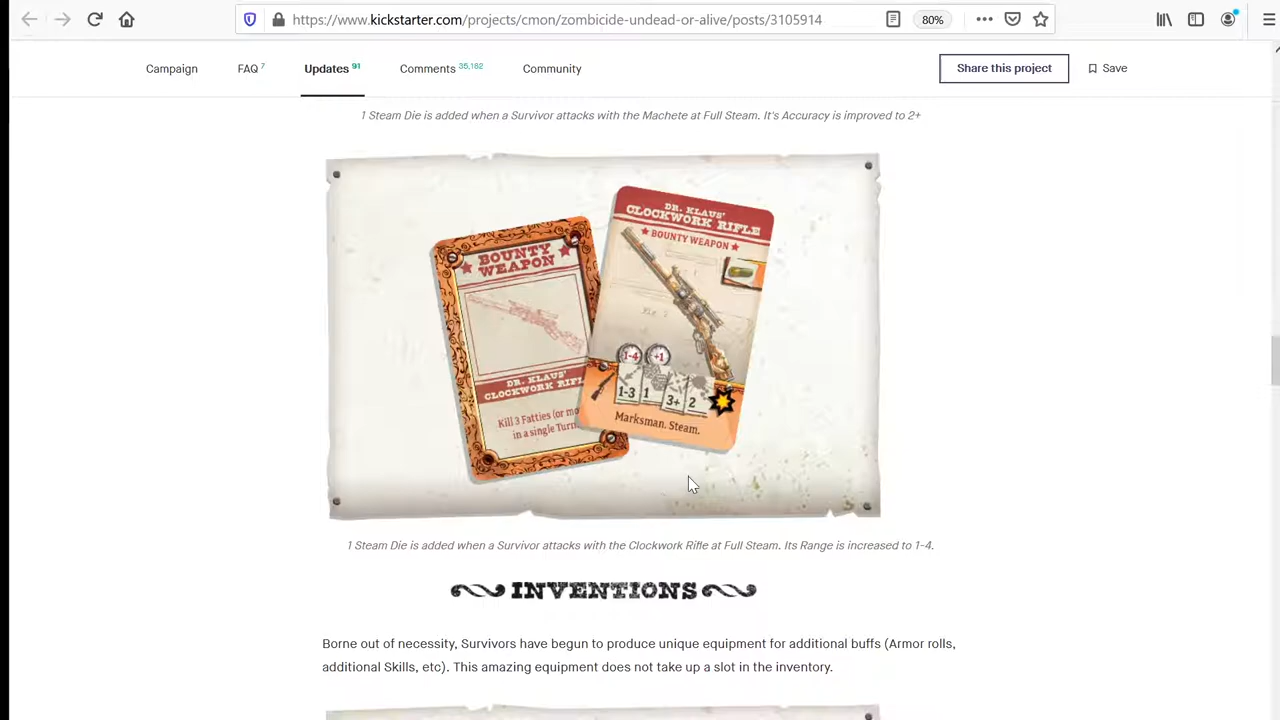 https://www.kickstarter.com/projects/cmon/zombicide-undead-or-alive/posts/3105914
80%
Campaign
FAQ 7
Updates 91
Comments 35,182
Community
Share this project
Save
1 Steam Die is added when a Survivor attacks with the Machete at Full Steam. It's Accuracy is improved to 2+
BOUNTY
WEAPON
DR. KLAUS'
CLOCKWORK RIFL
Kill 3 Fatties (or mo
in a single Turn
DR. KLAUS'
CLOCKWORK RIFLE
BOUNTY WEAPON
1-4 +1
1-3 1 3+ 2
Marksman. Steam.
1 Steam Die is added when a Survivor attacks with the Clockwork Rifle at Full Steam. Its Range is increased to 1-4.
INVENTIONS
Borne out of necessity, Survivors have begun to produce unique equipment for additional buffs (Armor rolls,
additional Skills, etc). This amazing equipment does not take up a slot in the inventory.